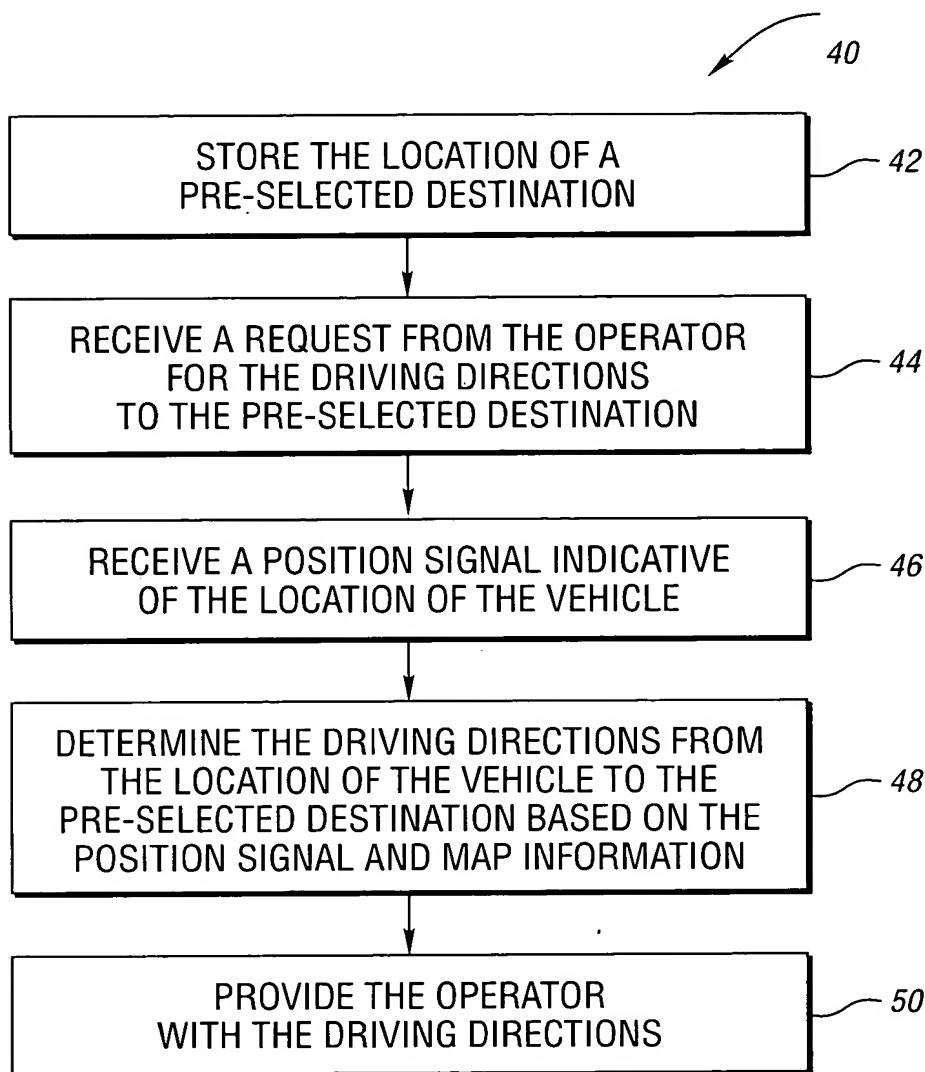 40
STORE THE LOCATION OF A
PRE-SELECTED DESTINATION
42
RECEIVE A REQUEST FROM THE OPERATOR
FOR THE DRIVING DIRECTIONS
TO THE PRE-SELECTED DESTINATION
44
RECEIVE A POSITION SIGNAL INDICATIVE
OF THE LOCATION OF THE VEHICLE
46
DETERMINE THE DRIVING DIRECTIONS FROM
THE LOCATION OF THE VEHICLE TO THE
PRE-SELECTED DESTINATION BASED ON THE
POSITION SIGNAL AND MAP INFORMATION
48
PROVIDE THE OPERATOR
WITH THE DRIVING DIRECTIONS
50